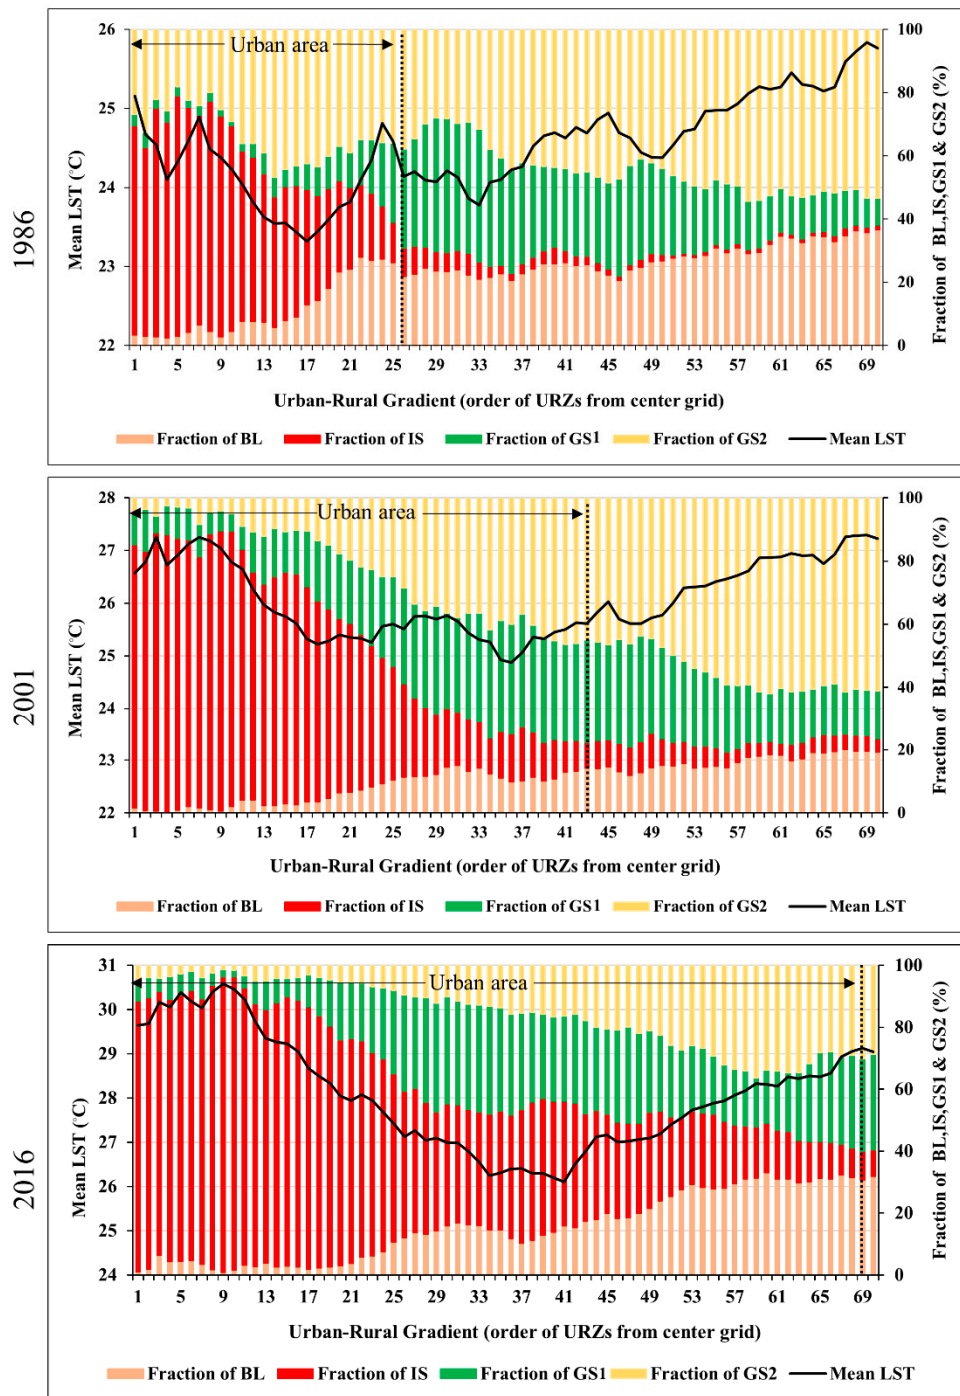 1986
Mean LST (°C)
26
25
24
23
22
Urban area
100
80
60
40
20
0
Fraction of BL,IS,GS1 & GS2 (%)
1 5 9 13 17 21 25 29 33 37 41 45 49 53 57 61 65 69
Urban-Rural Gradient (order of URZs from center grid)
Fraction of BL Fraction of IS Fraction of GS1 Fraction of GS2 Mean LST
2001
Mean LST (°C)
28
27
26
25
24
23
22
Urban area
100
80
60
40
20
0
Fraction of BL,IS,GS1 & GS2 (%)
1 5 9 13 17 21 25 29 33 37 41 45 49 53 57 61 65 69
Urban-Rural Gradient (order of URZs from center grid)
Fraction of BL Fraction of IS Fraction of GS1 Fraction of GS2 Mean LST
2016
Mean LST (°C)
31
30
29
28
27
26
25
24
Urban area
100
80
60
40
20
0
Fraction of BL,IS,GS1 & GS2 (%)
1 5 9 13 17 21 25 29 33 37 41 45 49 53 57 61 65 69
Urban-Rural Gradient (order of URZs from center grid)
Fraction of BL Fraction of IS Fraction of GS1 Fraction of GS2 Mean LST